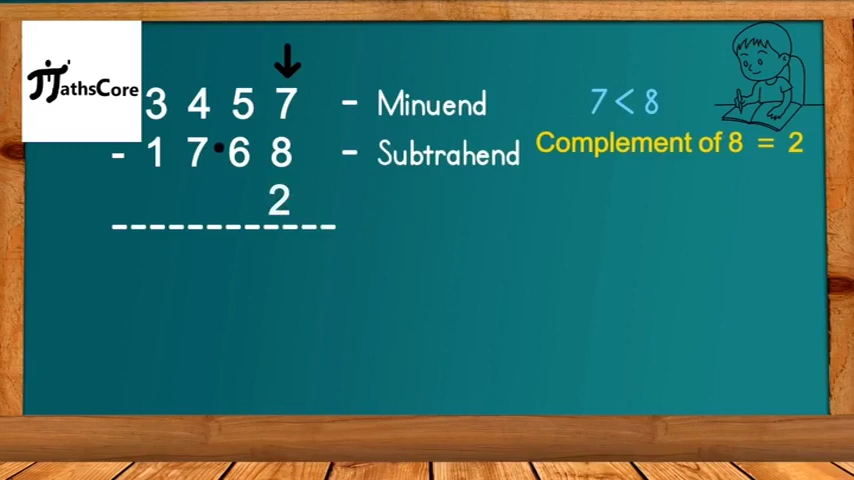 MathsCore
3 4 5 7 - Minuend 7 < 8
- 1 7 • 6 8 - Subtrahend Complement of 8 = 2
2
------------